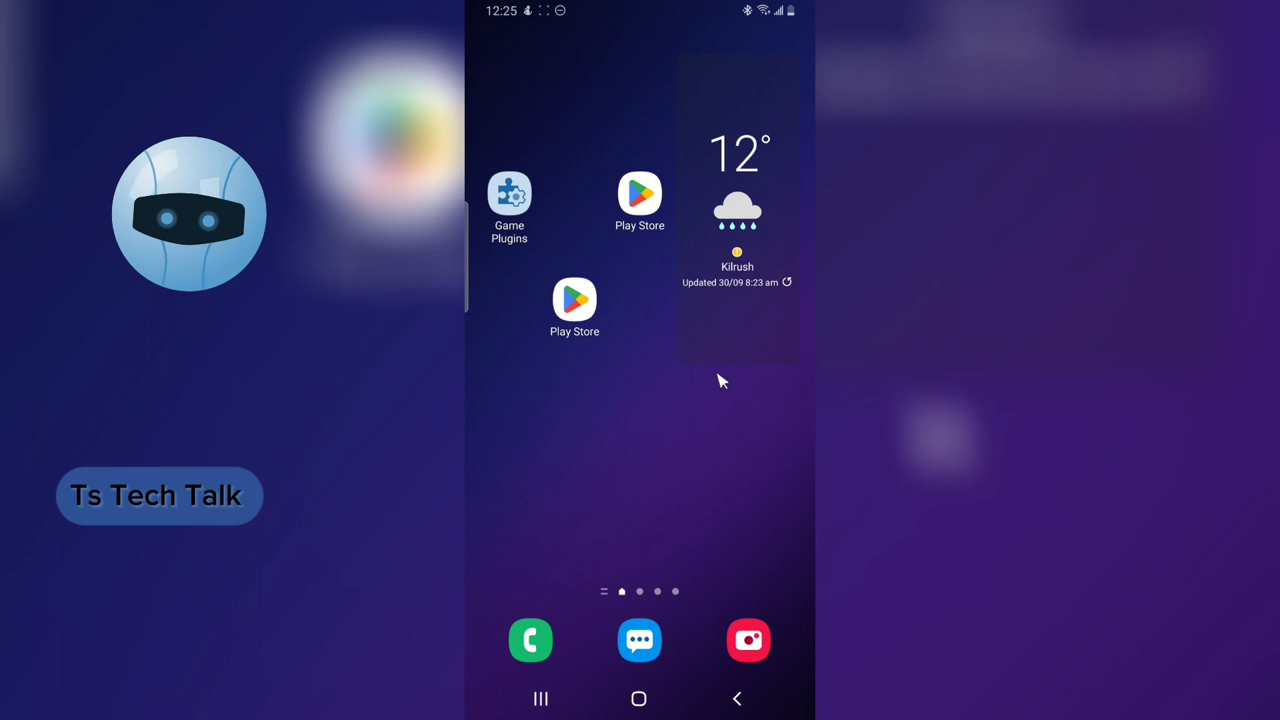 12:25
12°
Game
Plugins
Play Store
Kilrush
Updated 30/09 8:23 am
Play Store
Ts Tech Talk